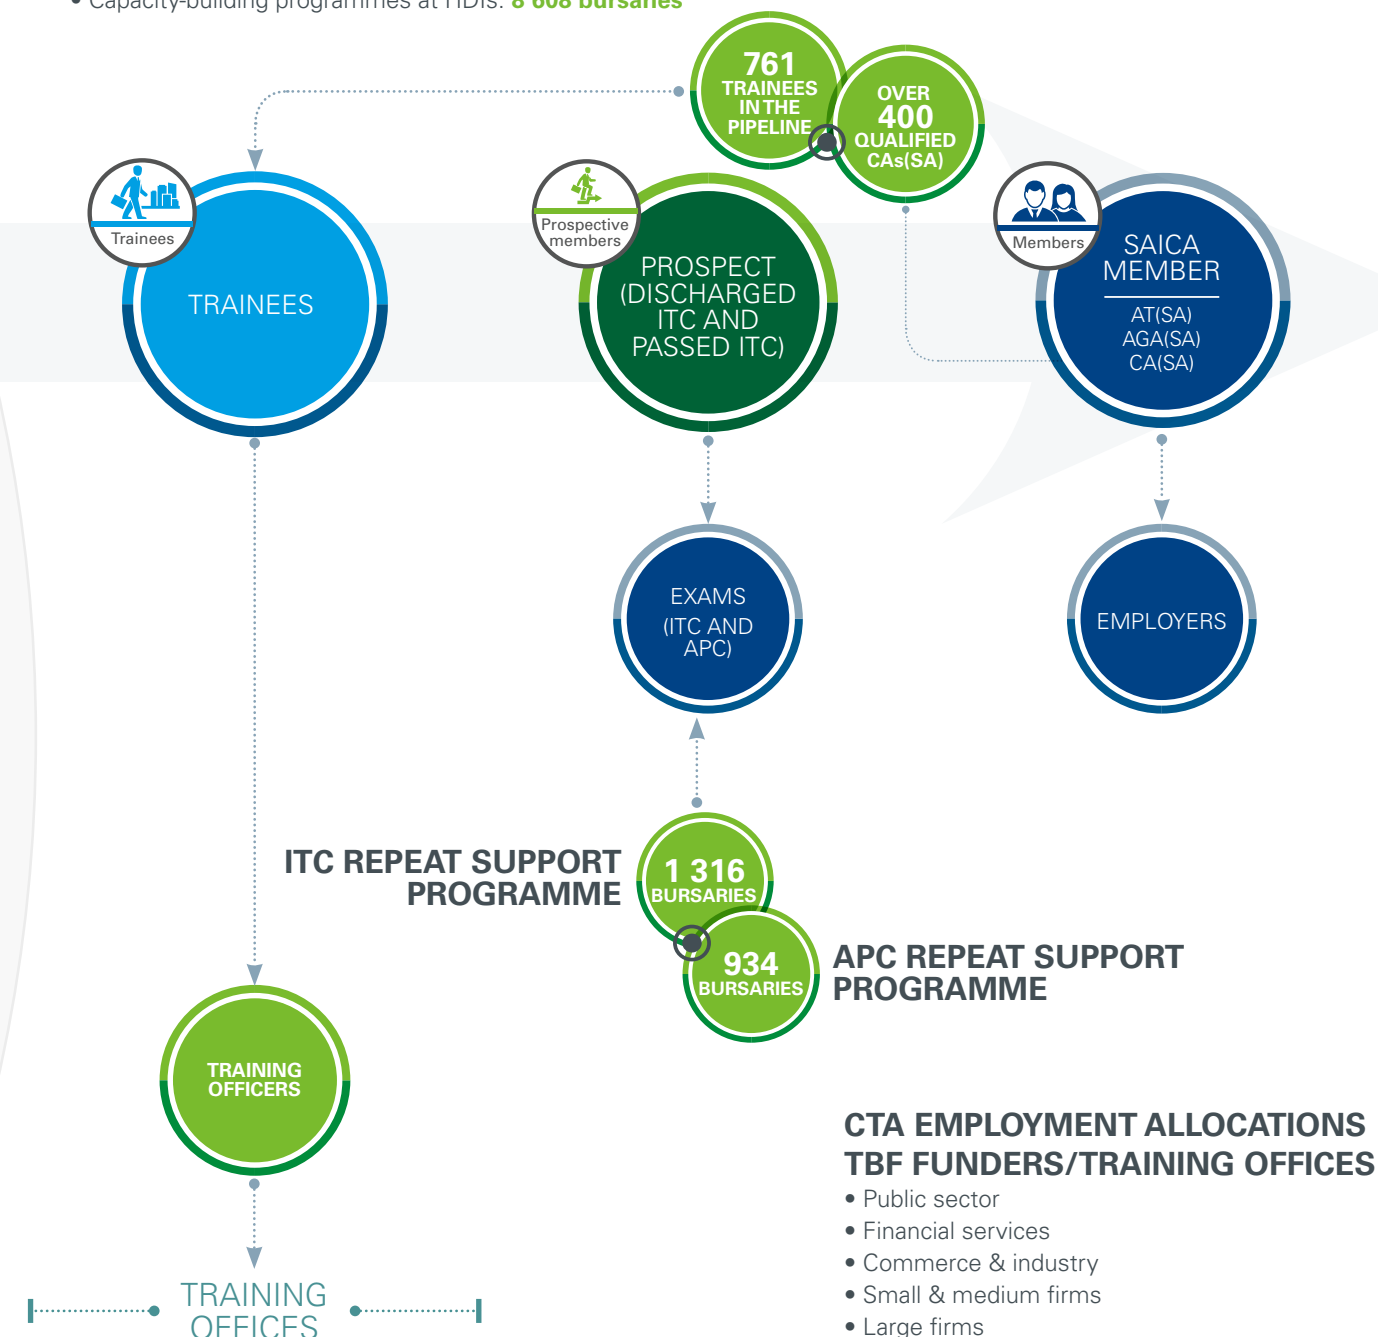 • Capacity-building programmes at HDIs: 8 608 bursaries
761
TRAINEES
IN THE
PIPELINE
OVER
400
QUALIFIED
CAs(SA)
Trainees
TRAINEES
Prospective
members
PROSPECT
(DISCHARGED
ITC AND
PASSED ITC)
Members
SAICA
MEMBER
AT(SA)
AGA(SA)
CA(SA)
EXAMS
(ITC AND
APC)
EMPLOYERS
ITC REPEAT SUPPORT
PROGRAMME
1 316
BURSARIES
934
BURSARIES
APC REPEAT SUPPORT
PROGRAMME
TRAINING
OFFICERS
TRAINING
OFFICES
CTA EMPLOYMENT ALLOCATIONS
TBF FUNDERS/TRAINING OFFICES
• Public sector
• Financial services
• Commerce & industry
• Small & medium firms
• Large firms